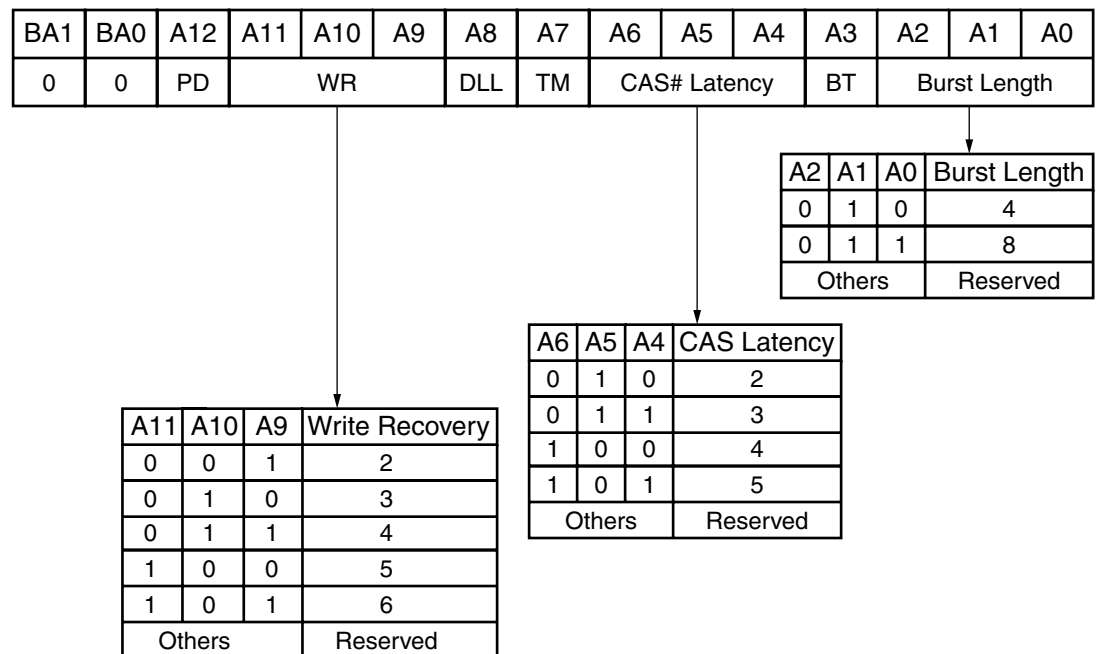 BA1 BA0 A12 A11 A10 A9 A8 A7 A6 A5 A4 A3 A2 A1 A0
0 0 PD WR DLL TM CAS# Latency BT Burst Length
A2 A1 A0 Burst Length
0 1 0 4
0 1 1 8
Others Reserved
A6 A5 A4 CAS Latency
0 1 0 2
0 1 1 3
1 0 0 4
1 0 1 5
Others Reserved
A11 A10 A9 Write Recovery
0 0 1 2
0 1 0 3
0 1 1 4
1 0 0 5
1 0 1 6
Others Reserved